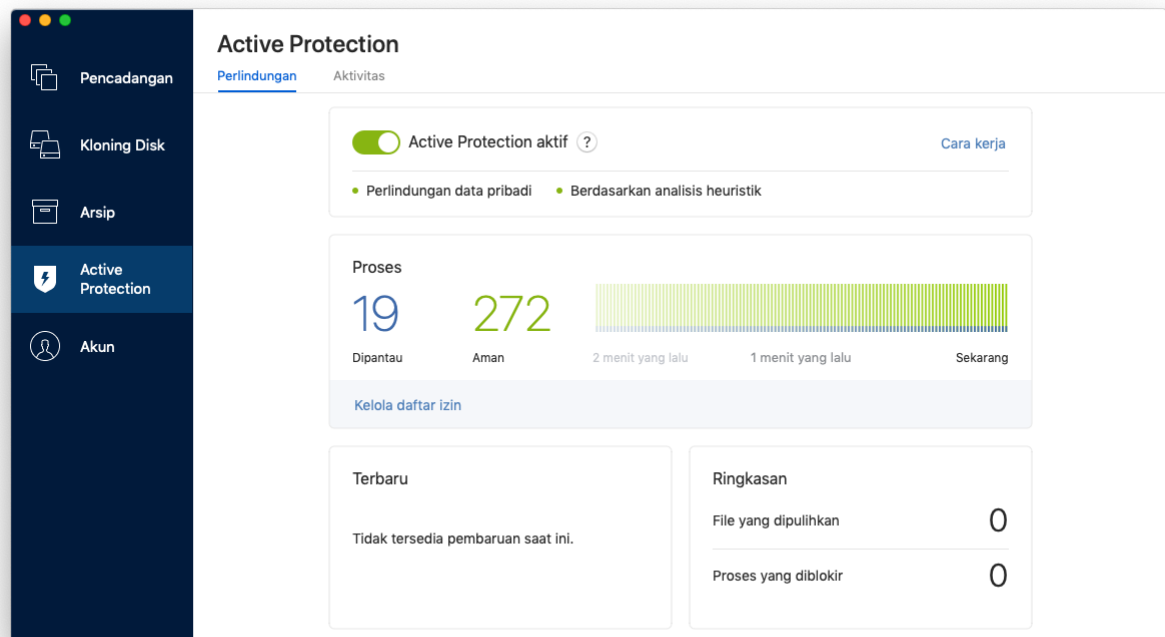 Pencadangan
Kloning Disk
Arsip
Active
Protection
Akun
Active Protection
Perlindungan Aktivitas
Active Protection aktif ? Cara kerja
Perlindungan data pribadi Berdasarkan analisis heuristik
Proses
19 272
Dipantau Aman 2 menit yang lalu 1 menit yang lalu Sekarang
Kelola daftar izin
Terbaru
Tidak tersedia pembaruan saat ini.
Ringkasan
File yang dipulihkan 0
Proses yang diblokir 0